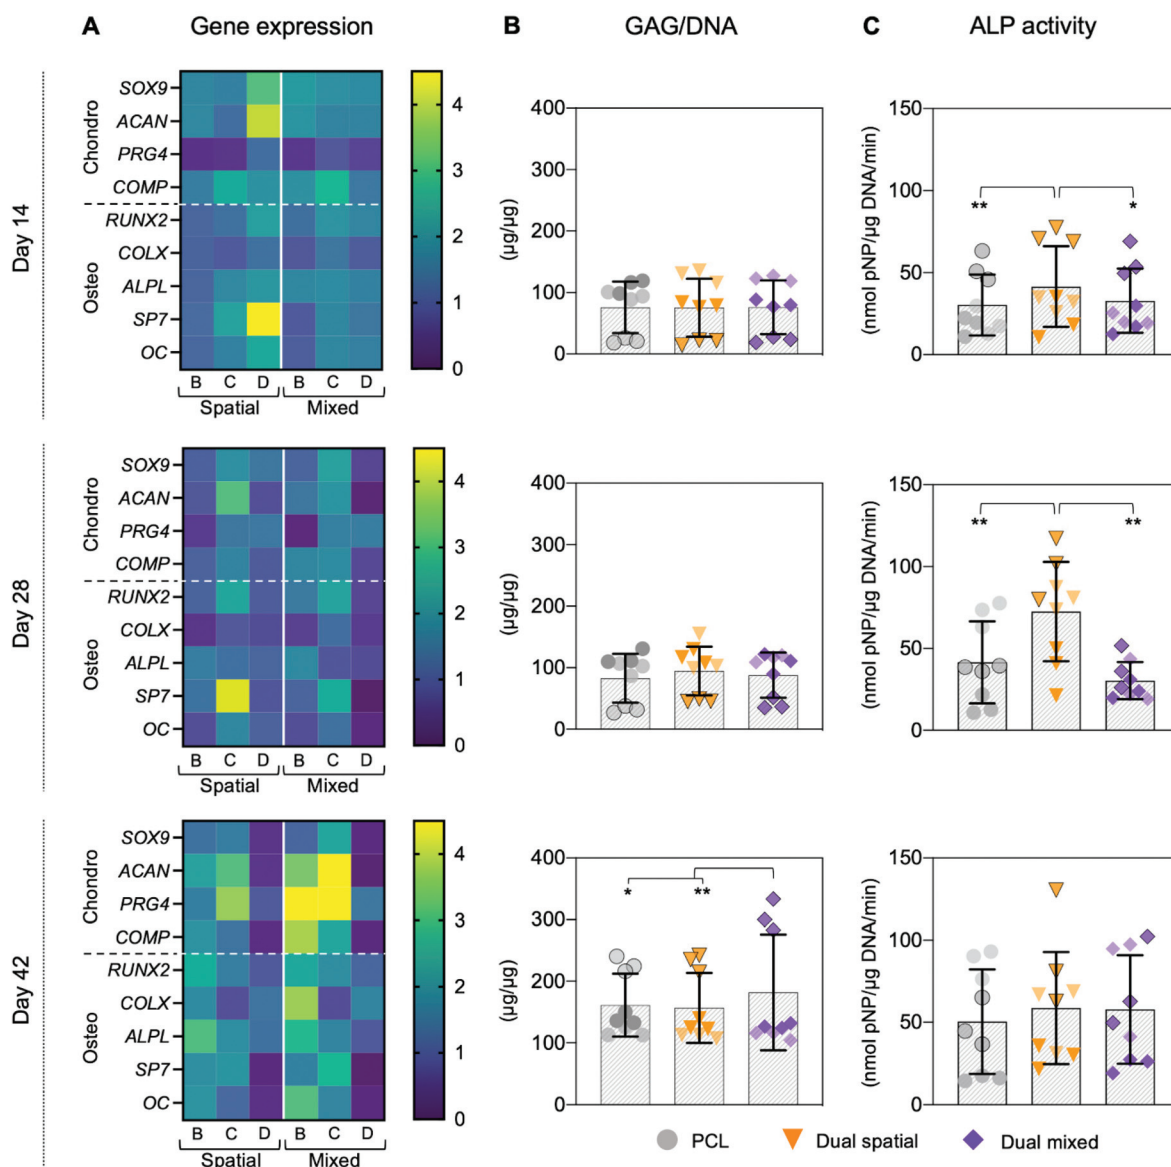 A Gene expression
B GAG/DNA
C ALP activity
Day 14
Chondro
Osteo
SOX9
ACAN
PRG4
COMP
RUNX2
COLX
ALPL
SP7
OC
B C D B C D
Spatial Mixed
4
3
2
1
0
(µg/µg)
400
300
200
100
0
(nmol pNP/µg DNA/min)
150
100
50
0
** *
Day 28
Chondro
Osteo
SOX9
ACAN
PRG4
COMP
RUNX2
COLX
ALPL
SP7
OC
B C D B C D
Spatial Mixed
4
3
2
1
0
(µg/µg)
400
300
200
100
0
(nmol pNP/µg DNA/min)
150
100
50
0
** **
Day 42
Chondro
Osteo
SOX9
ACAN
PRG4
COMP
RUNX2
COLX
ALPL
SP7
OC
B C D B C D
Spatial Mixed
4
3
2
1
0
(µg/µg)
400
300
200
100
0
* **
(nmol pNP/µg DNA/min)
150
100
50
0
PCL Dual spatial Dual mixed